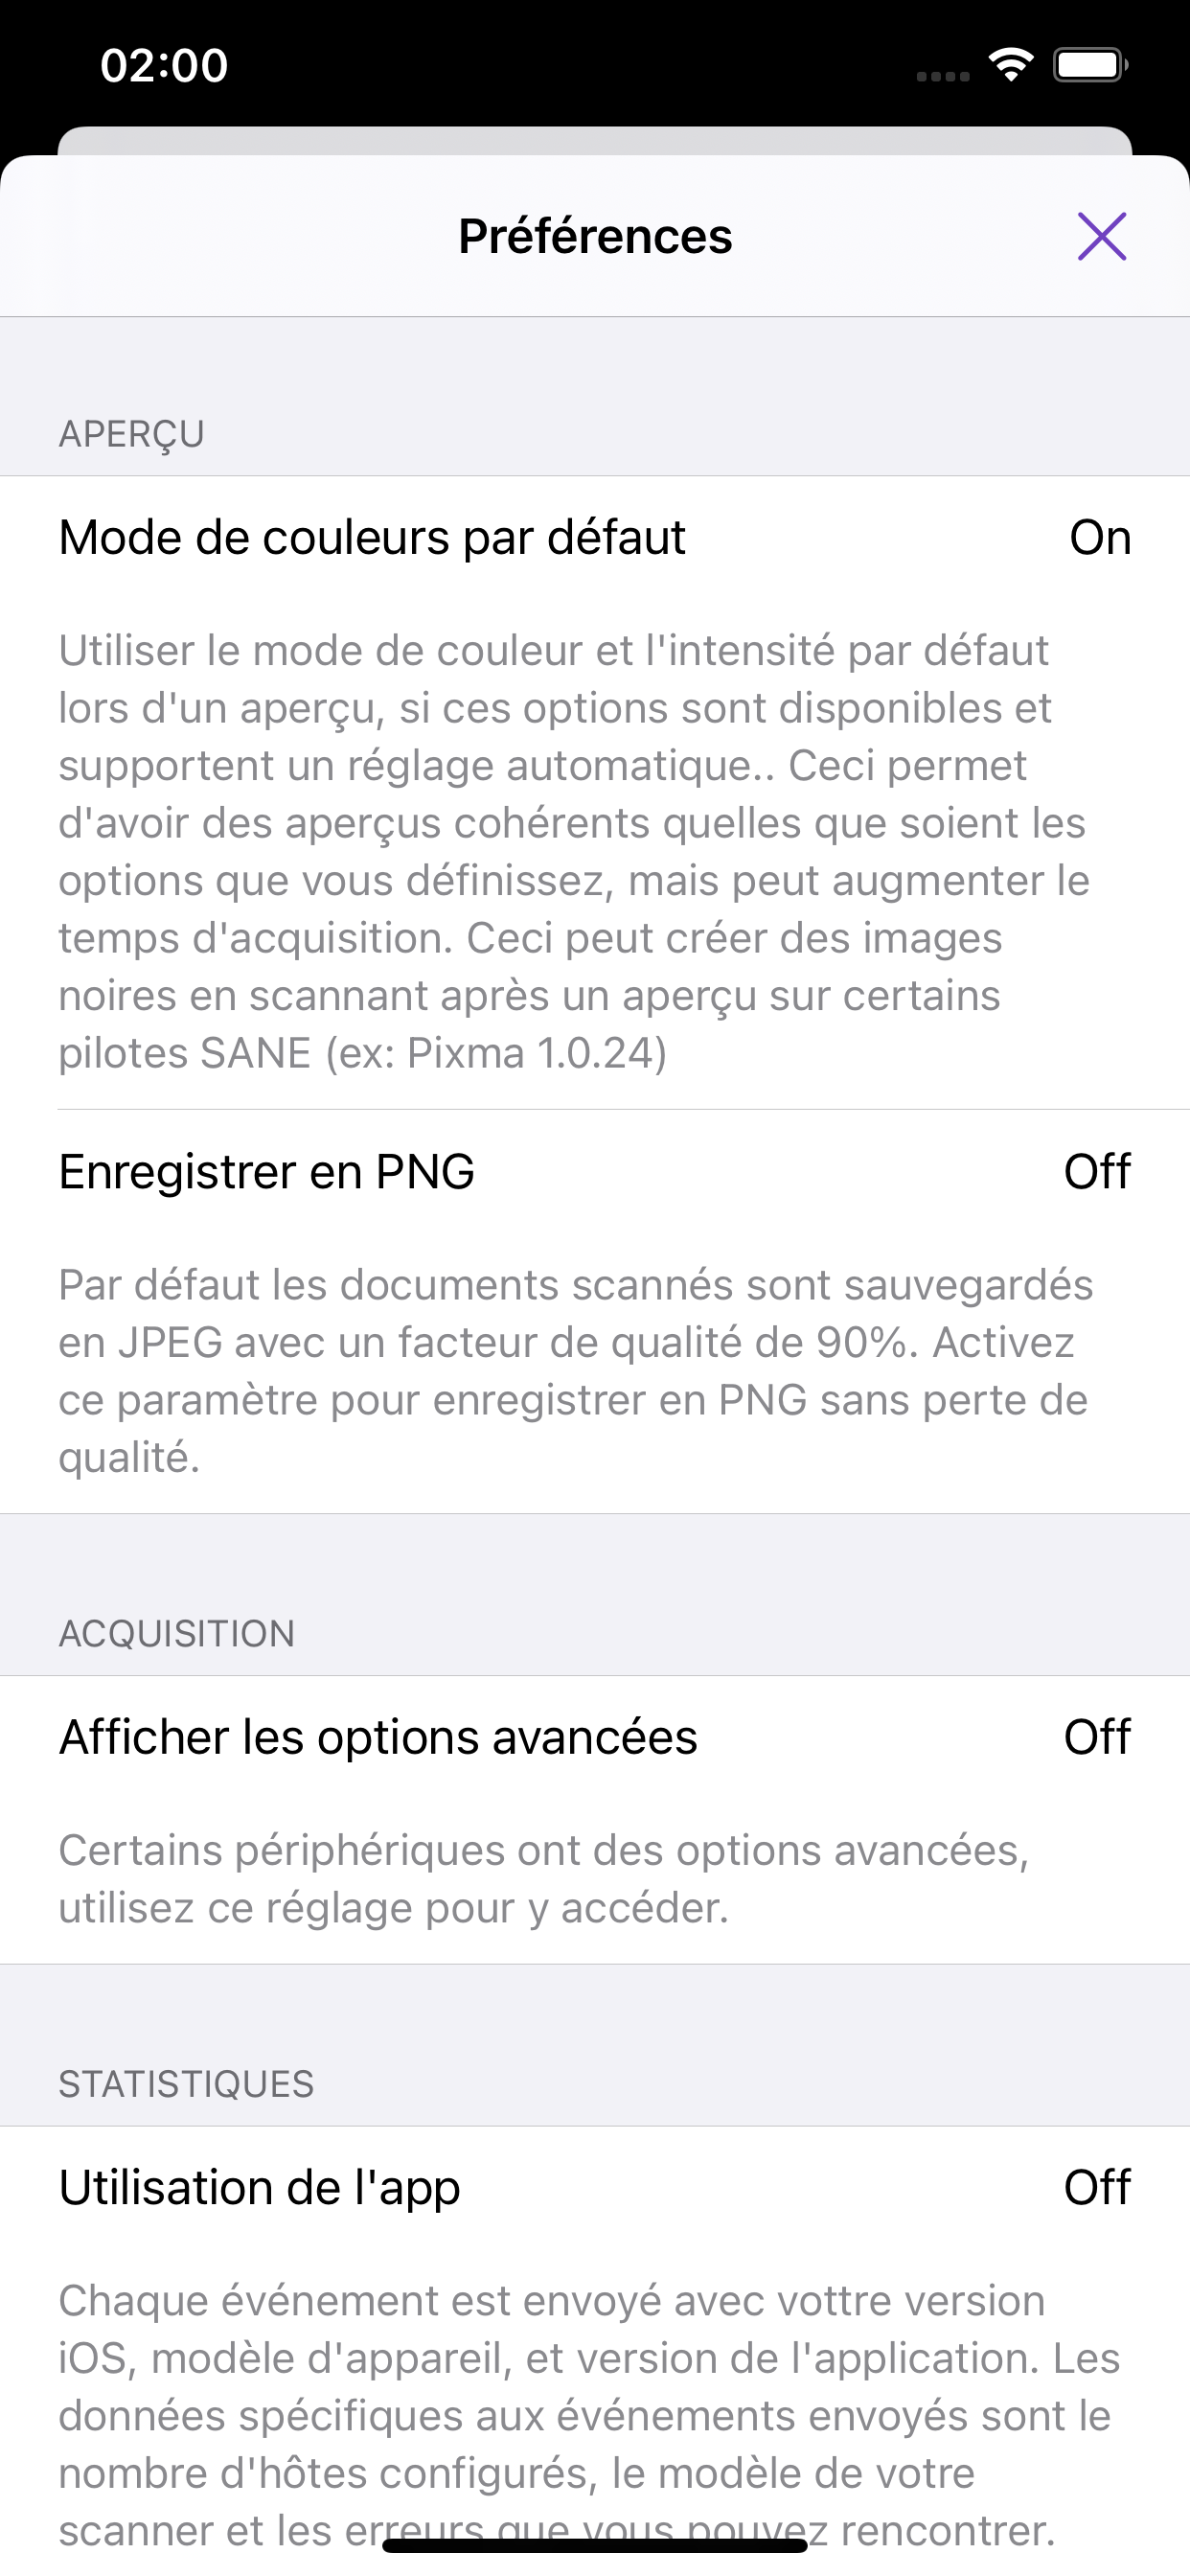 02:00
Préférences
APERÇU
Mode de couleurs par défaut
On
Utiliser le mode de couleur et l'intensité par défaut
lors d'un aperçu, si ces options sont disponibles et
supportent un réglage automatique.. Ceci permet
d'avoir des aperçus cohérents quelles que soient les
options que vous définissez, mais peut augmenter le
temps d'acquisition. Ceci peut créer des images
noires en scannant après un aperçu sur certains
pilotes SANE (ex: Pixma 1.0.24)
Enregistrer en PNG
Off
Par défaut les documents scannés sont sauvegardés
en JPEG avec un facteur de qualité de 90%. Activez
ce paramètre pour enregistrer en PNG sans perte de
qualité.
ACQUISITION
Afficher les options avancées
Off
Certains périphériques ont des options avancées,
utilisez ce réglage pour y accéder.
STATISTIQUES
Utilisation de l'app
Off
Chaque événement est envoyé avec vottre version
iOS, modèle d'appareil, et version de l'application. Les
données spécifiques aux événements envoyés sont le
nombre d'hôtes configurés, le modèle de votre
scanner et les erreurs que vous pouvez rencontrer.